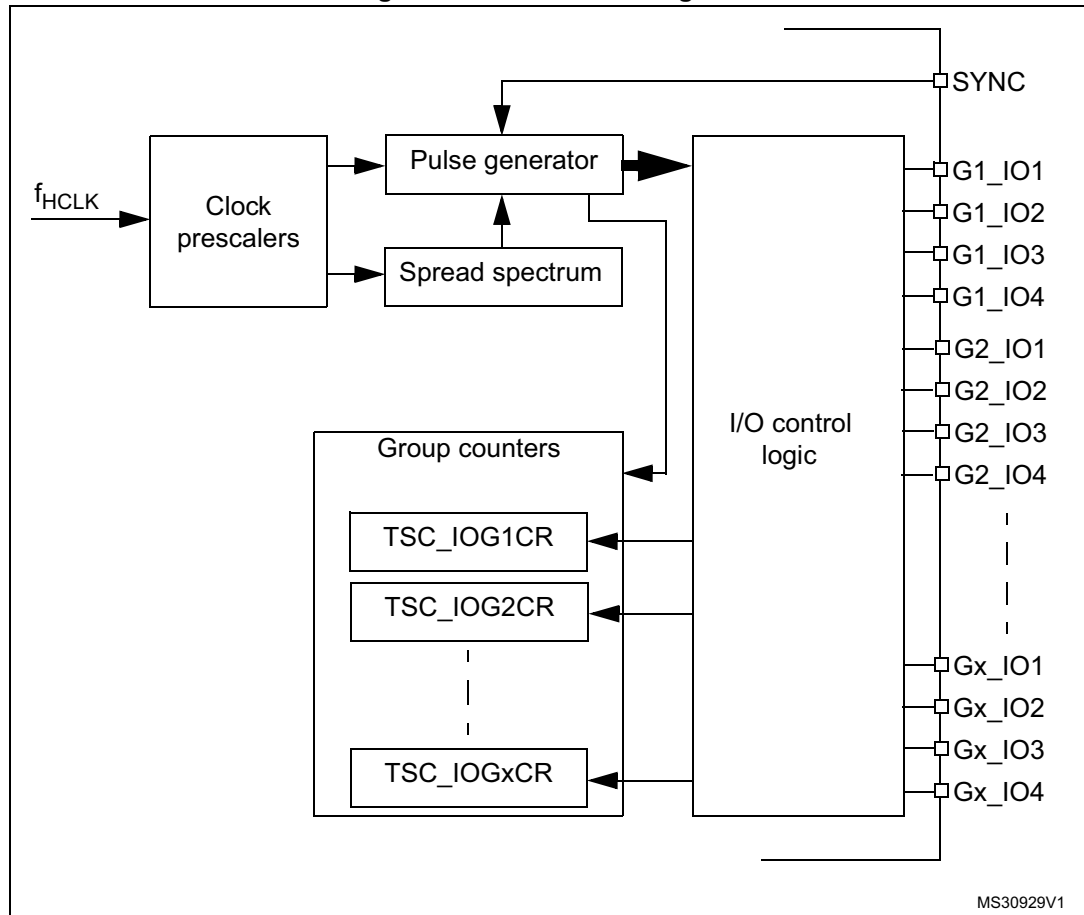 SYNC
Pulse generator
G1_IO1
fHCLK
Clock
prescalers
G1_IO2
G1_IO3
Spread spectrum
G1_IO4
G2_IO1
G2_IO2
I/O control
logic
G2_IO3
Group counters
G2_IO4
TSC_IOG1CR
TSC_IOG2CR
Gx_IO1
Gx_IO2
Gx_IO3
TSC_IOGxCR
Gx_IO4
MS30929V1